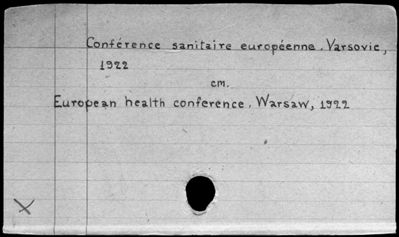 Conférence sanitaire européenne. Varsovie,
1922
cm.
European health conference. Warsaw, 1922
X